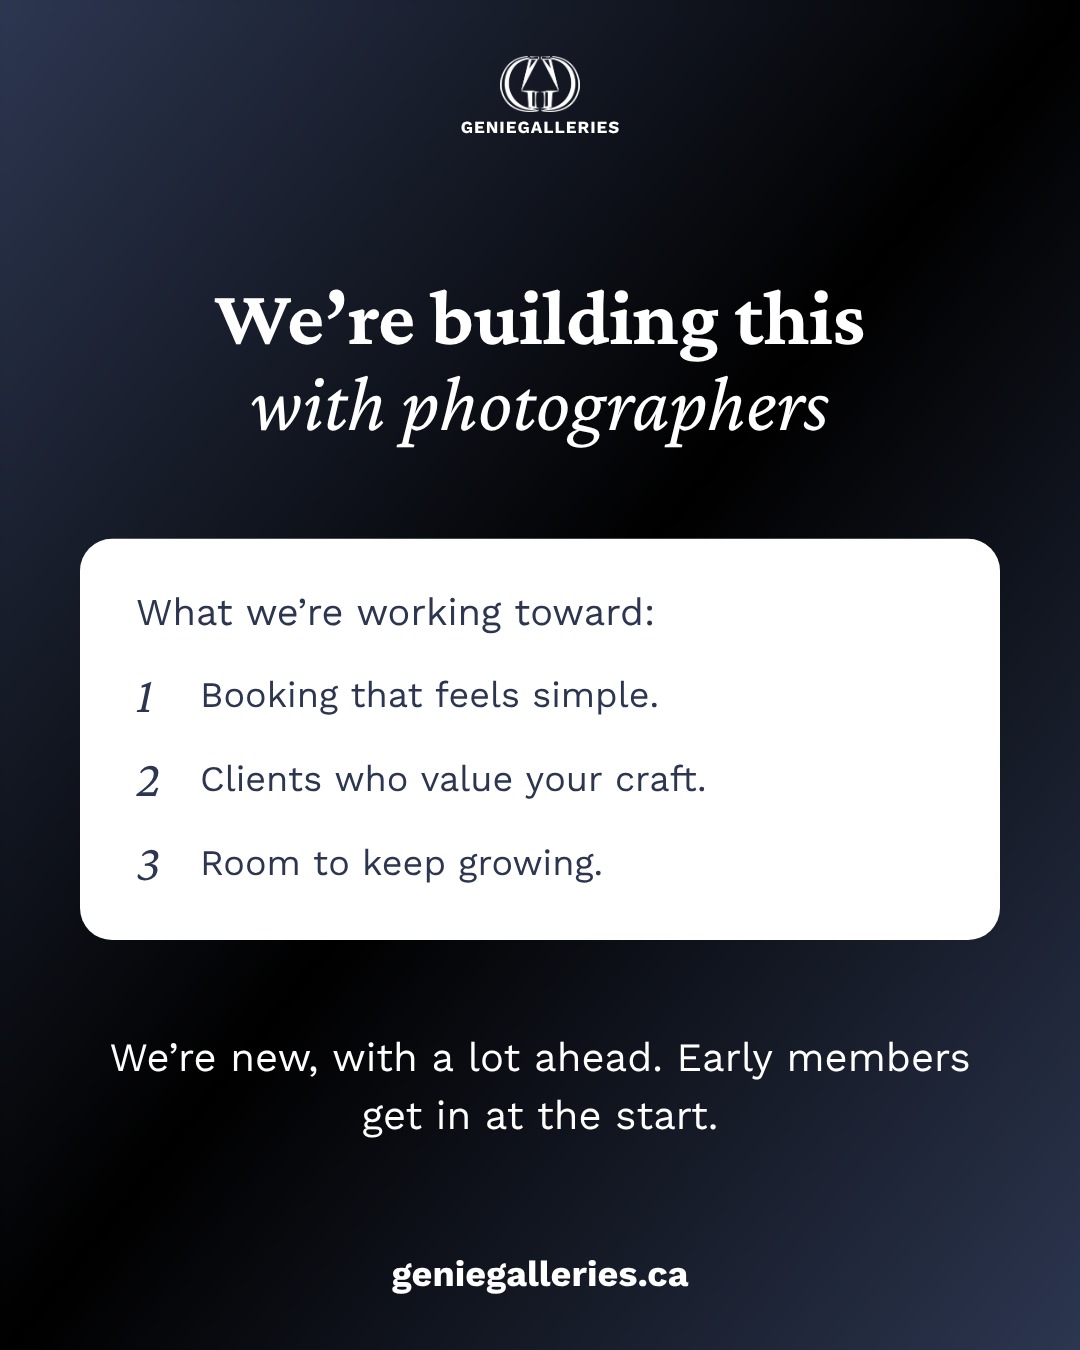 GENIEGALLERIES
We’re building this
with photographers
What we’re working toward:
1 Booking that feels simple.
2 Clients who value your craft.
3 Room to keep growing.
We’re new, with a lot ahead. Early members
get in at the start.
geniegalleries.ca